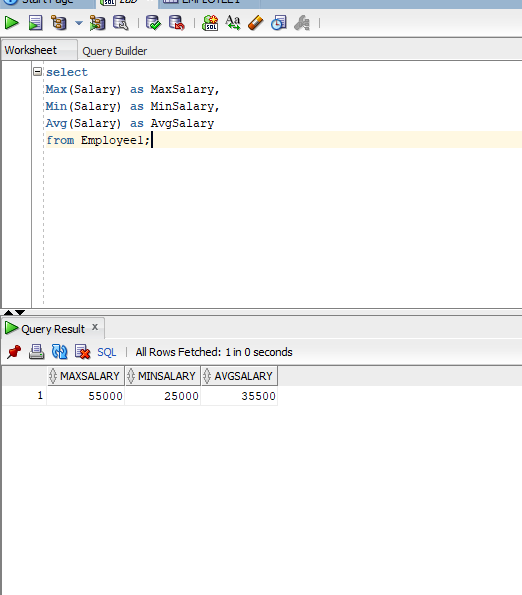 Start Page
Lab
EMPLOYEE1
Worksheet
Query Builder
select
Max(Salary) as MaxSalary,
Min(Salary) as MinSalary,
Avg(Salary) as AvgSalary
from Employee1;
Query Result x
SQL | All Rows Fetched: 1 in 0 seconds
MAXSALARY MINSALARY AVGSALARY
1 55000 25000 35500